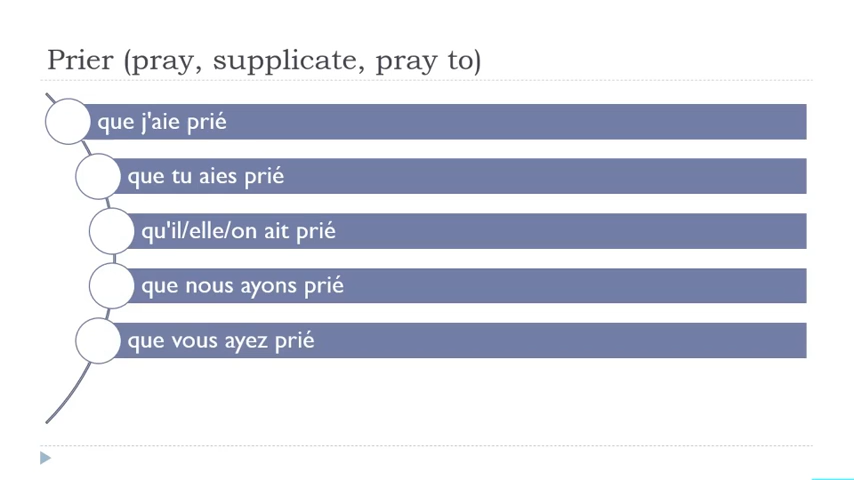 Prier (pray, supplicate, pray to)
que j'aie prié
que tu aies prié
qu'il/elle/on ait prié
que nous ayons prié
que vous ayez prié